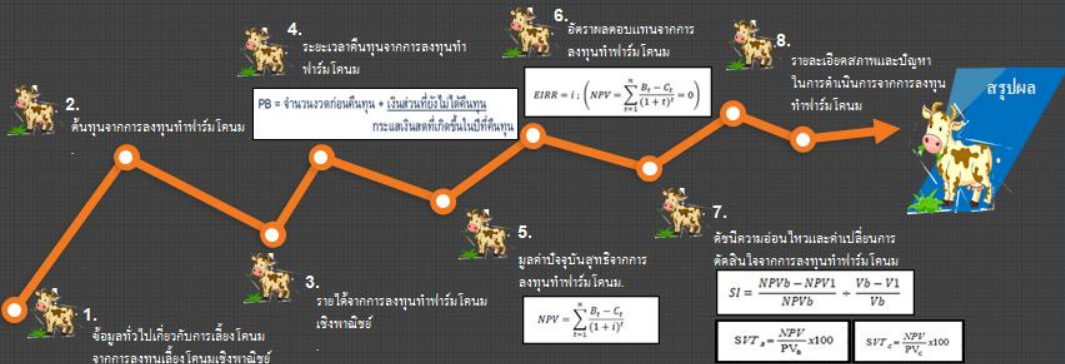 1.
ข้อมูลทั่วไปเกี่ยวกับการเลี้ยงโคนม
จากการลงทุนเลี้ยงโคนมเชิงพาณิชย์
2.
ต้นทุนจากการลงทุนทำฟาร์มโคนม
3.
รายได้จากการลงทุนทำฟาร์มโคนม
เชิงพาณิชย์
4.
ระยะเวลาคืนทุนจากการลงทุนทำ
ฟาร์มโคนม
PB = จำนวนงวดก่อนคืนทุน + เงินส่วนที่ยังไม่ได้คืนทุน
กระแสเงินสดที่เกิดขึ้นในปีที่คืนทุน
5.
มูลค่าปัจจุบันสุทธิจากการ
ลงทุนทำฟาร์มโคนม.
NPV = \sum_{t=1}^{n} \frac{B_t - C_t}{(1+i)^t}
6.
อัตราผลตอบแทนจากการ
ลงทุนทำฟาร์มโคนม
EIRR = i ; \left( NPV = \sum_{t=1}^{n} \frac{B_t - C_t}{(1+t)^t} = 0 \right)
7.
ดัชนีความอ่อนไหวและค่าเปลี่ยนการ
ตัดสินใจจากการลงทุนทำฟาร์มโคนม
SI = \frac{NPVb - NPV1}{NPVb} ÷ \frac{Vb - V1}{Vb}
SVT_B = \frac{NPV}{PV_B} x100
SVT_C = \frac{NPV}{PV_C} x100
8.
รายละเอียดสภาพและปัญหา
ในการดำเนินการจากการลงทุน
ทำฟาร์มโคนม
สรุปผล